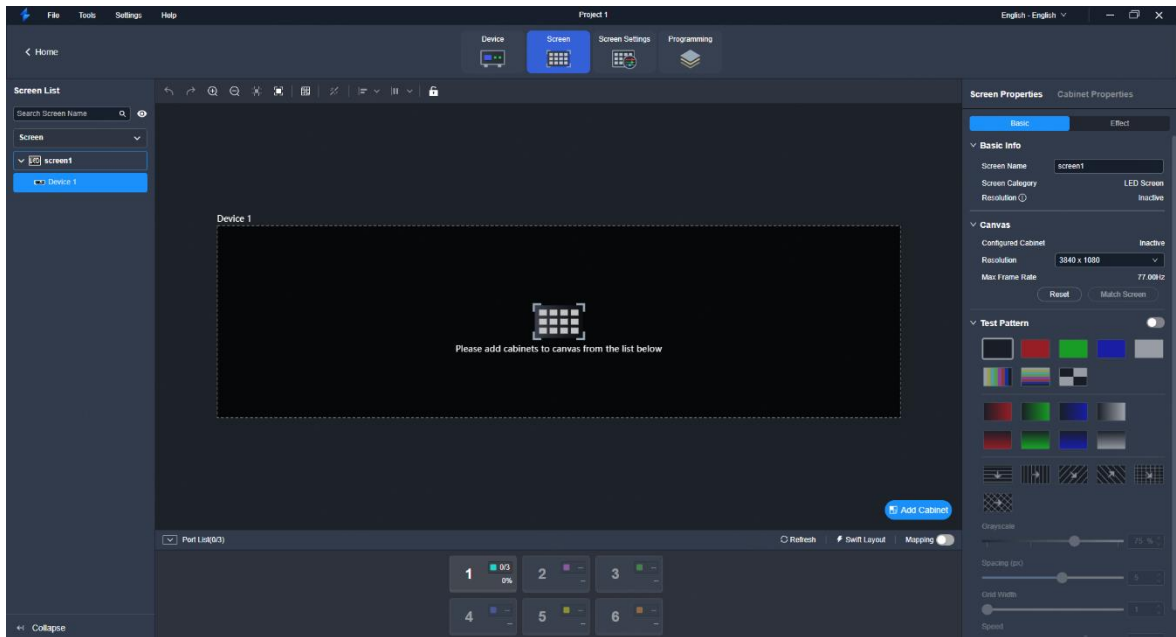 File Tools Settings Help Project 1 English - English
< Home
Device Screen Screen Settings Programming
Screen List
Search Screen Name
Screen
LED screen1
Device 1
Device 1
Please add cabinets to canvas from the list below
Add Cabinet
Port List(0/3) Refresh Swift Layout Mapping
1 0/3 0% 2 -- -- 3 -- --
4 -- -- 5 -- -- 6 -- --
Collapse
Screen Properties Cabinet Properties
Basic Effect
Basic Info
Screen Name screen1
Screen Category LED Screen
Resolution Inactive
Canvas
Configured Cabinet Inactive
Resolution 3840 x 1080
Max Frame Rate 77.00Hz
Reset Match Screen
Test Pattern
Grayscale
75 %
Spacing (px)
5
Grid Width
1
Speed